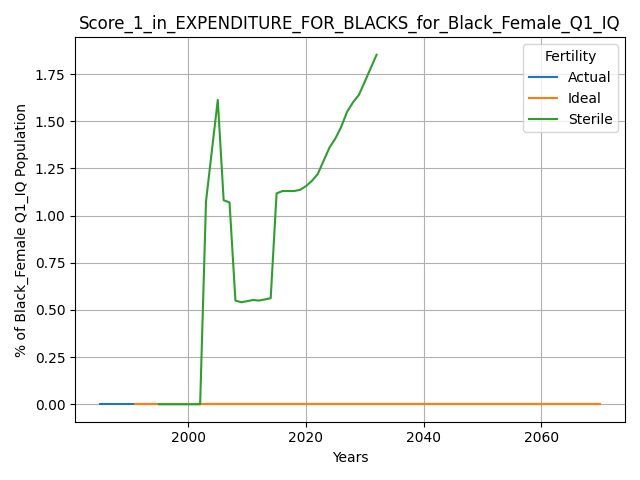 Score_1_in_EXPENDITURE_FOR_BLACKS_for_Black_Female_Q1_IQ
Fertility
Actual
Ideal
Sterile
% of Black_Female Q1_IQ Population
1.75
1.50
1.25
1.00
0.75
0.50
0.25
0.00
2000 2020 2040 2060
Years